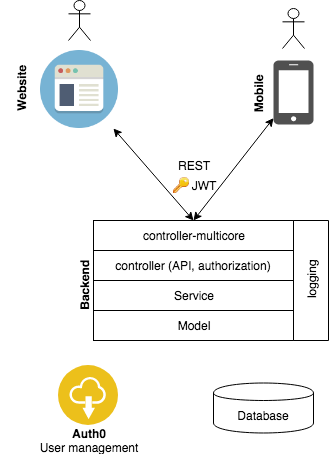 Website
Mobile
REST
JWT
Backend
controller-multicore
controller (API, authorization)
Service
Model
logging
Auth0
User management
Database